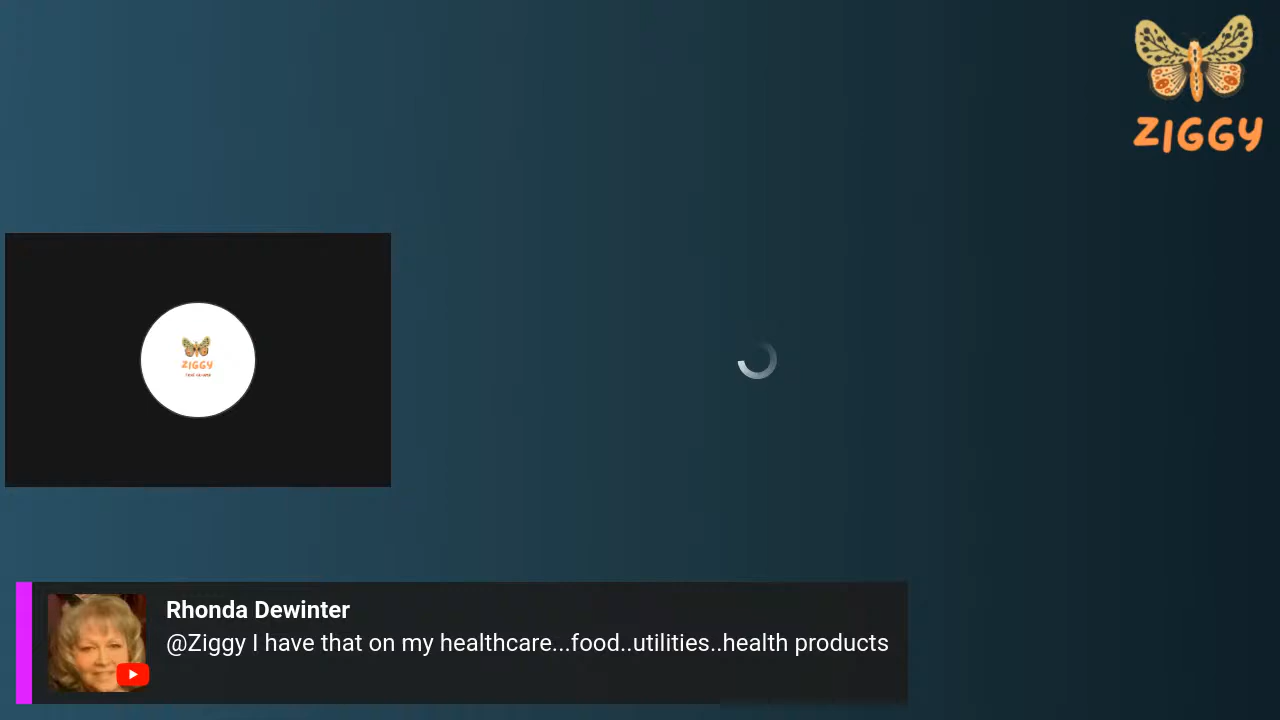 ZIGGY
ZIGGY
Rhonda Dewinter
@Ziggy I have that on my healthcare...food..utilities..health products